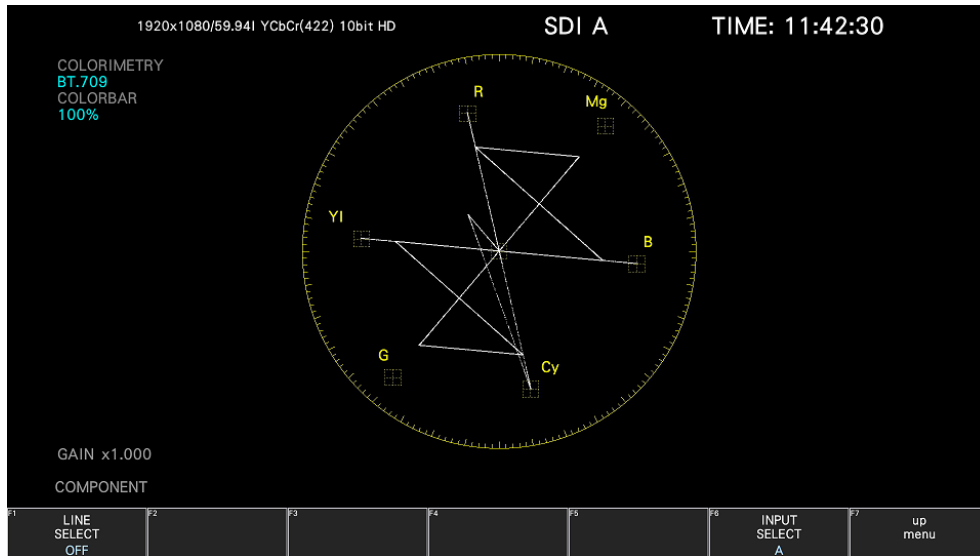 1920x1080/59.94I YCbCr(422) 10bit HD
SDI A
TIME: 11:42:30
COLORIMETRY
BT.709
COLORBAR
100%
R
Mg
Yl
B
G
Cy
GAIN x1.000
COMPONENT
F1
LINE
SELECT
OFF
F2
F3
F4
F5
F6
INPUT
SELECT
A
F7
up
menu